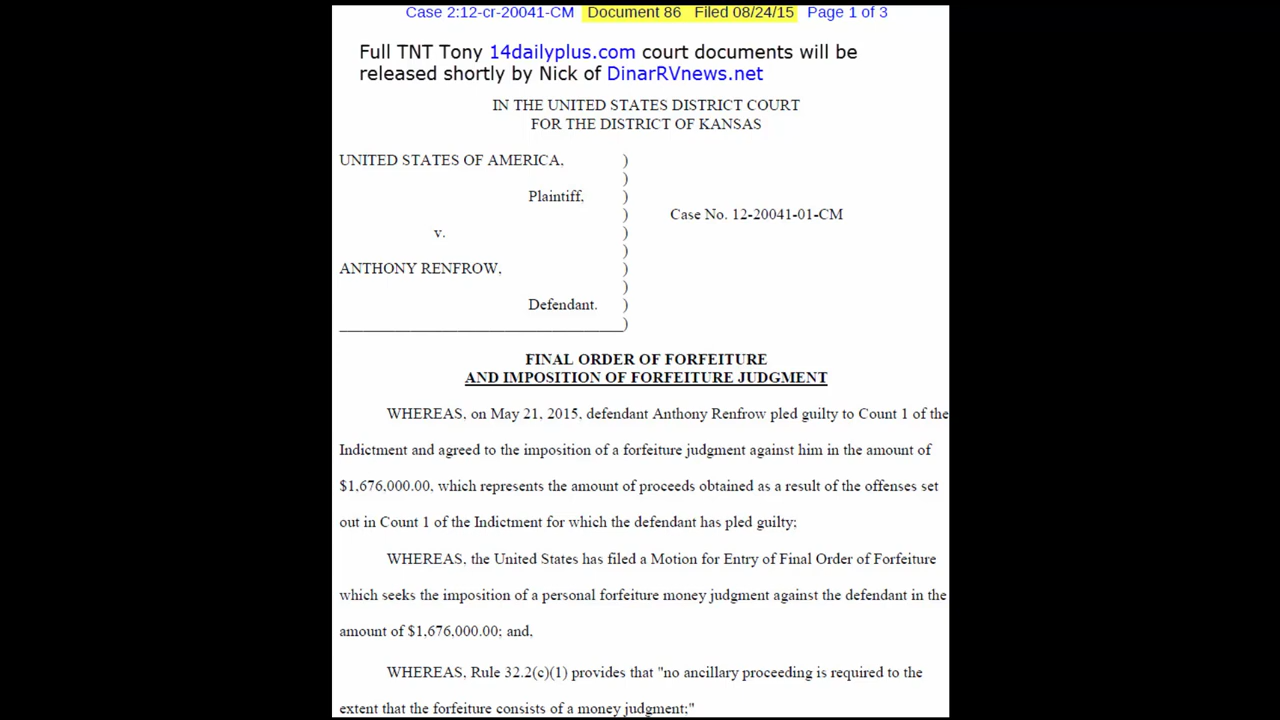 Case 2:12-cr-20041-CM Document 86 Filed 08/24/15 Page 1 of 3
Full TNT Tony 14dailyplus.com court documents will be
released shortly by Nick of DinarRVnews.net
IN THE UNITED STATES DISTRICT COURT
FOR THE DISTRICT OF KANSAS
UNITED STATES OF AMERICA, )
)
Plaintiff, )
) Case No. 12-20041-01-CM
v. )
)
ANTHONY RENFROW, )
)
Defendant. )
)
FINAL ORDER OF FORFEITURE
AND IMPOSITION OF FORFEITURE JUDGMENT
WHEREAS, on May 21, 2015, defendant Anthony Renfrow pled guilty to Count 1 of the
Indictment and agreed to the imposition of a forfeiture judgment against him in the amount of
$1,676,000.00, which represents the amount of proceeds obtained as a result of the offenses set
out in Count 1 of the Indictment for which the defendant has pled guilty;
WHEREAS, the United States has filed a Motion for Entry of Final Order of Forfeiture
which seeks the imposition of a personal forfeiture money judgment against the defendant in the
amount of $1,676,000.00; and,
WHEREAS, Rule 32.2(c)(1) provides that "no ancillary proceeding is required to the
extent that the forfeiture consists of a money judgment;"